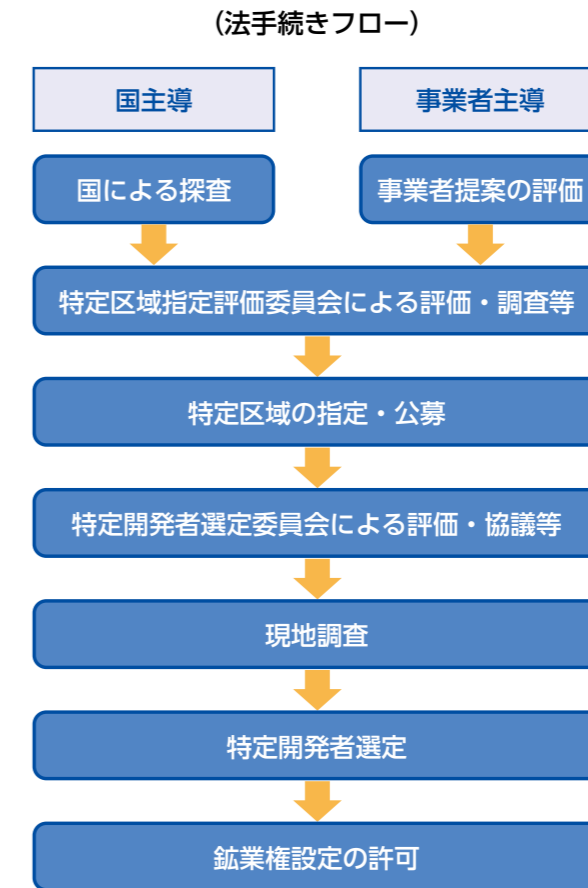 (法手続きフロー)
国主導
事業者主導
国による探査
事業者提案の評価
特定区域指定評価委員会による評価・調査等
特定区域の指定・公募
特定開発者選定委員会による評価・協議等
現地調査
特定開発者選定
鉱業権設定の許可